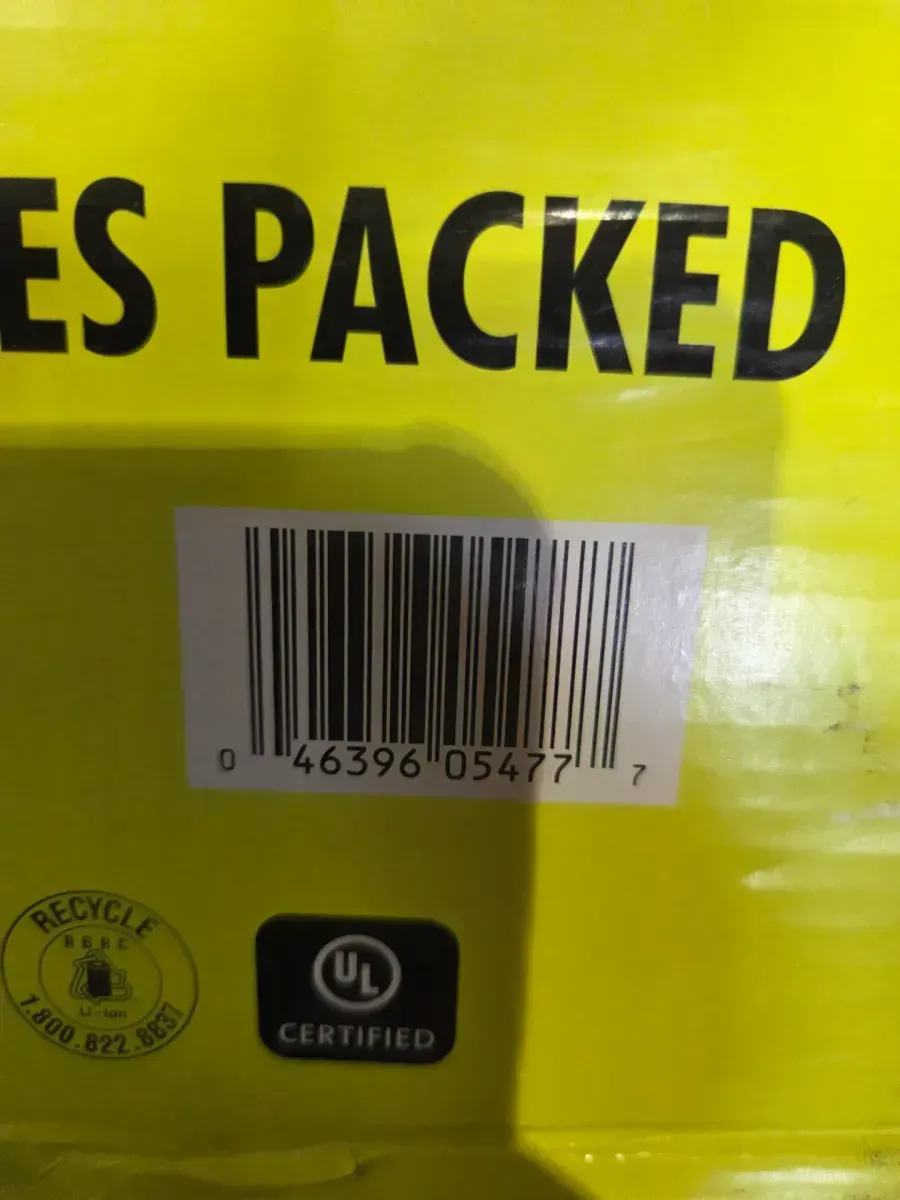 ES PACKED
0 46396 05477 7
RECYCLE
RBRC
Li-Ion
1.800.822.8837
UL
CERTIFIED